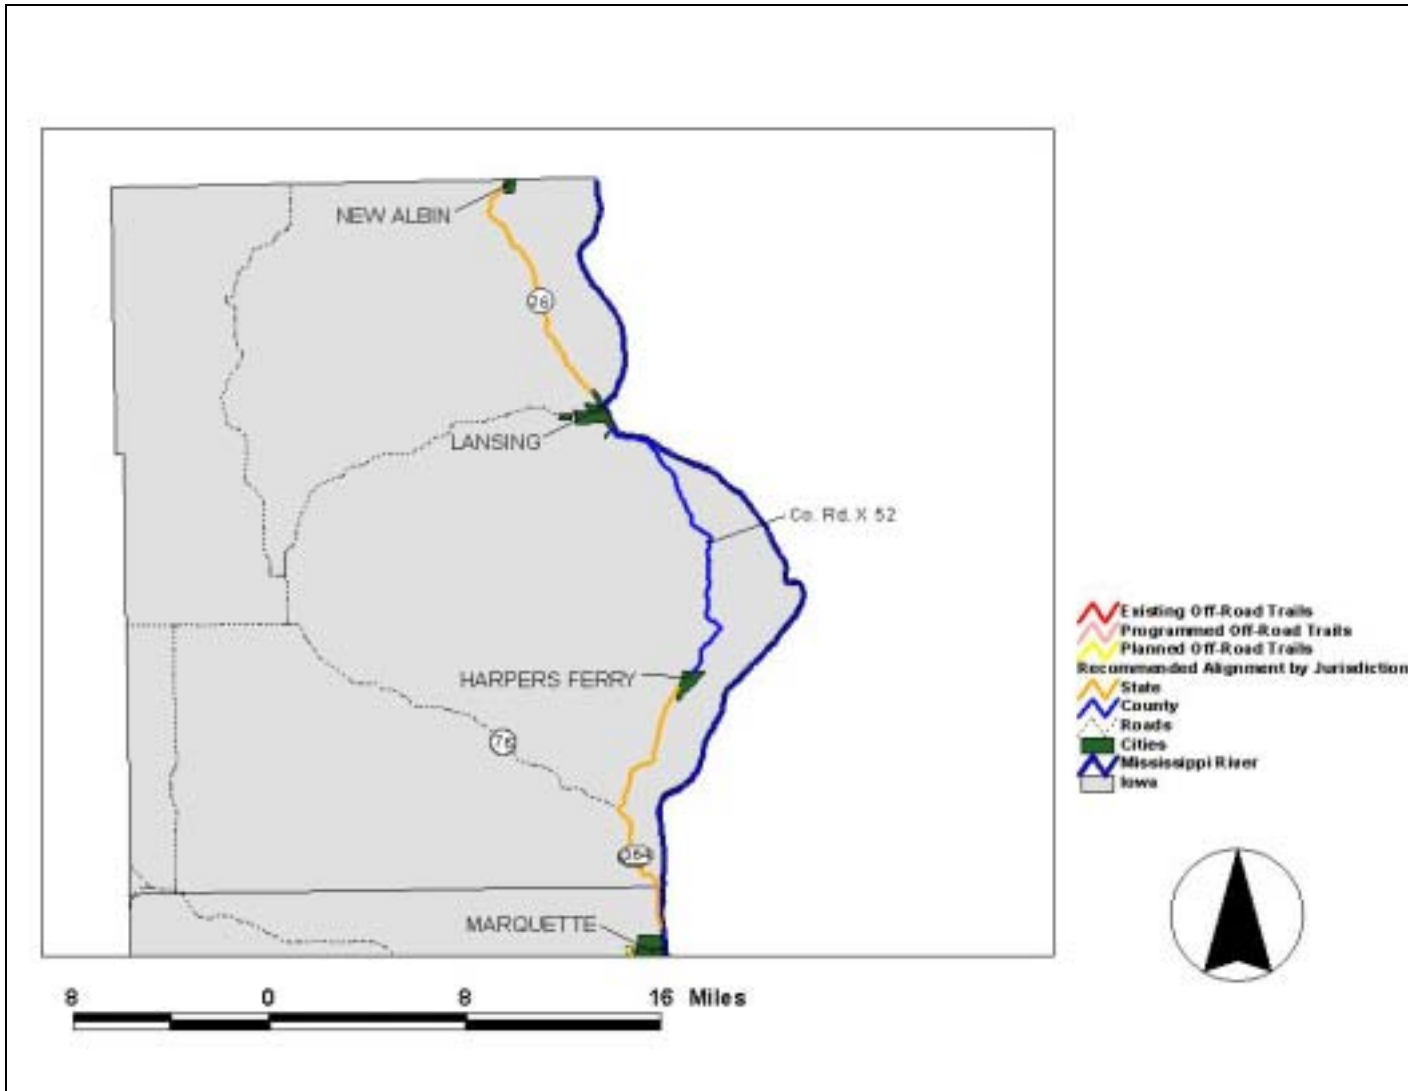 NEW ALBIN
26
LANSING
Co. Rd. X 52
HARPERS FERRY
76
364
MARQUETTE
8 0 8 16 Miles
Existing Off-Road Trails
Programmed Off-Road Trails
Planned Off-Road Trails
Recommended Alignment by Jurisdiction
State
County
Roads
Cities
Mississippi River
Iowa